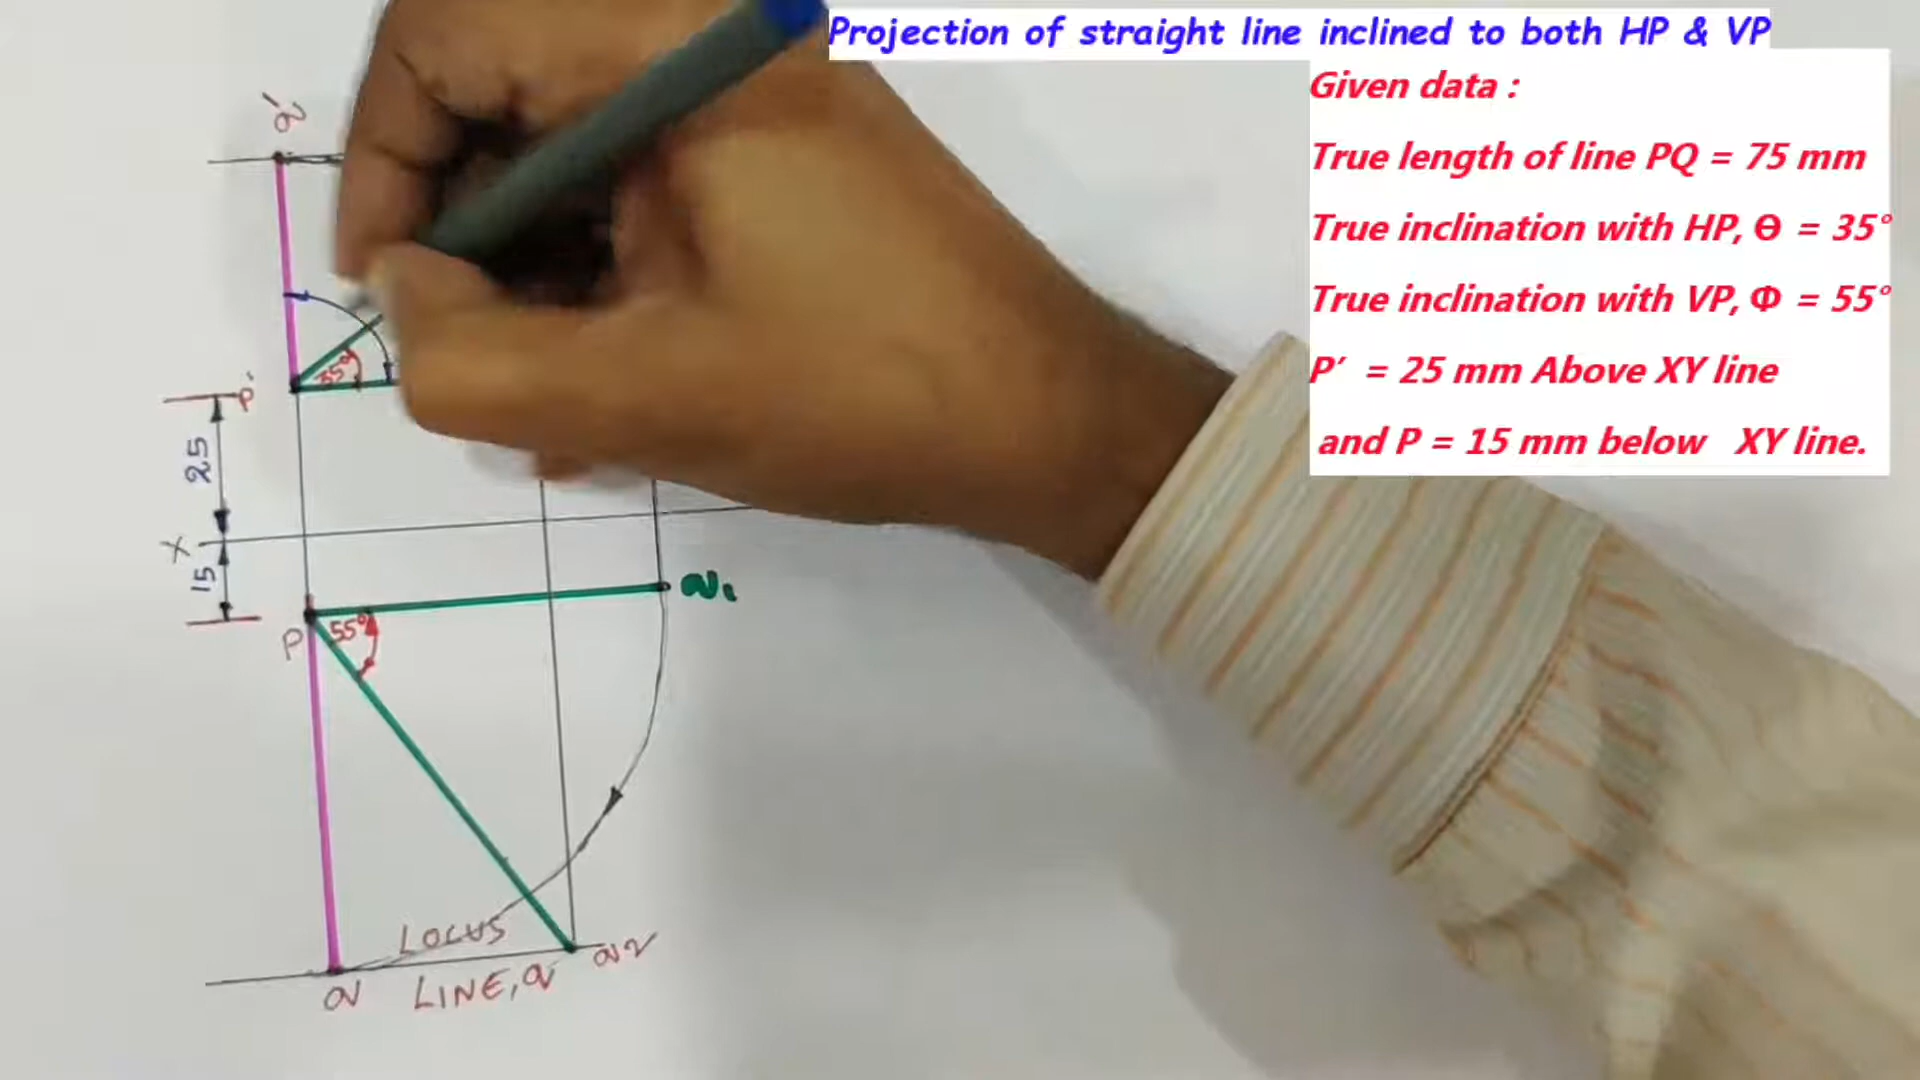 Projection of straight line inclined to both HP & VP
Given data :
True length of line PQ = 75 mm
True inclination with HP, Ɵ = 35°
True inclination with VP, Φ = 55°
P′ = 25 mm Above XY line
and P = 15 mm below XY line.
q'
35°
P'
25
X
15
q1
P
55°
LOCUS
q2
q
LINE, q